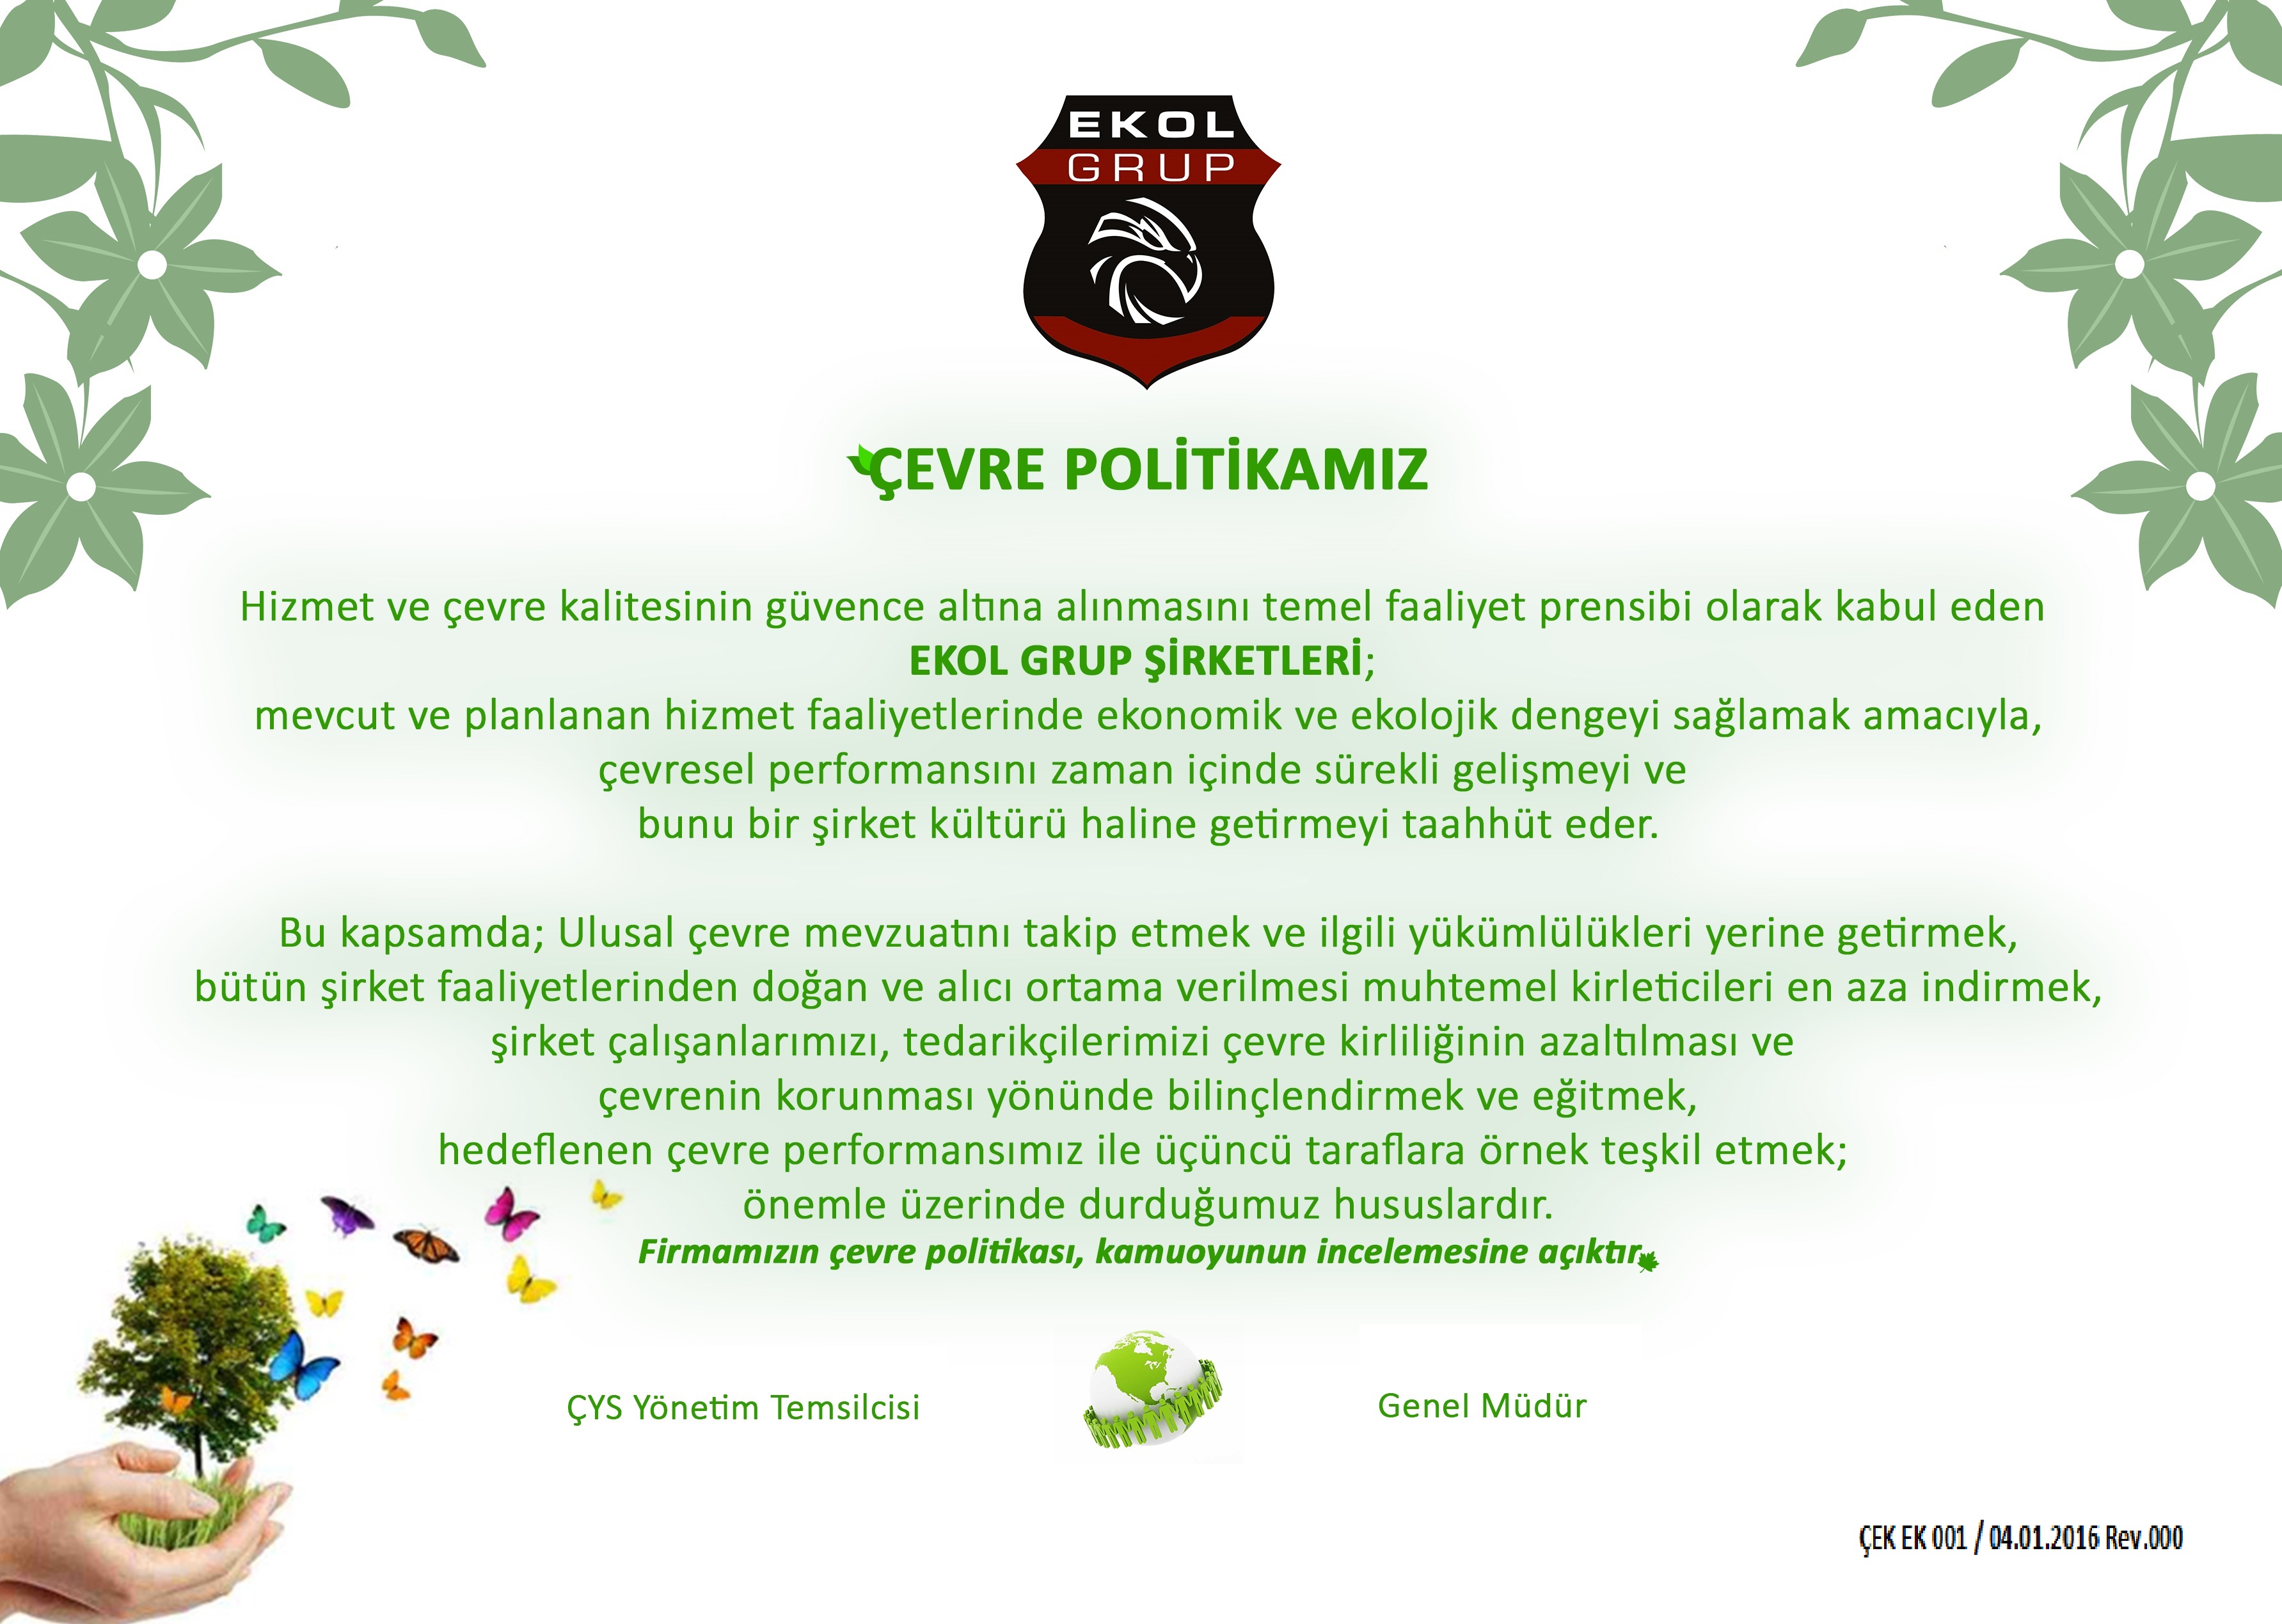 EKOL
GRUP
ÇEVRE POLİTİKAMIZ
Hizmet ve çevre kalitesinin güvence altına alınmasını temel faaliyet prensibi olarak kabul eden
EKOL GRUP ŞİRKETLERİ;
mevcut ve planlanan hizmet faaliyetlerinde ekonomik ve ekolojik dengeyi sağlamak amacıyla,
çevresel performansını zaman içinde sürekli gelişmeyi ve
bunu bir şirket kültürü haline getirmeyi taahhüt eder.
Bu kapsamda; Ulusal çevre mevzuatını takip etmek ve ilgili yükümlülükleri yerine getirmek,
bütün şirket faaliyetlerinden doğan ve alıcı ortama verilmesi muhtemel kirleticileri en aza indirmek,
şirket çalışanlarımızı, tedarikçilerimizi çevre kirliliğinin azaltılması ve
çevrenin korunması yönünde bilinçlendirmek ve eğitmek,
hedeflenen çevre performansımız ile üçüncü taraflara örnek teşkil etmek;
önemle üzerinde durduğumuz hususlardır.
Firmamızın çevre politikası, kamuoyunun incelemesine açıktır
ÇYS Yönetim Temsilcisi
Genel Müdür
ÇEK EK 001 / 04.01.2016 Rev.000